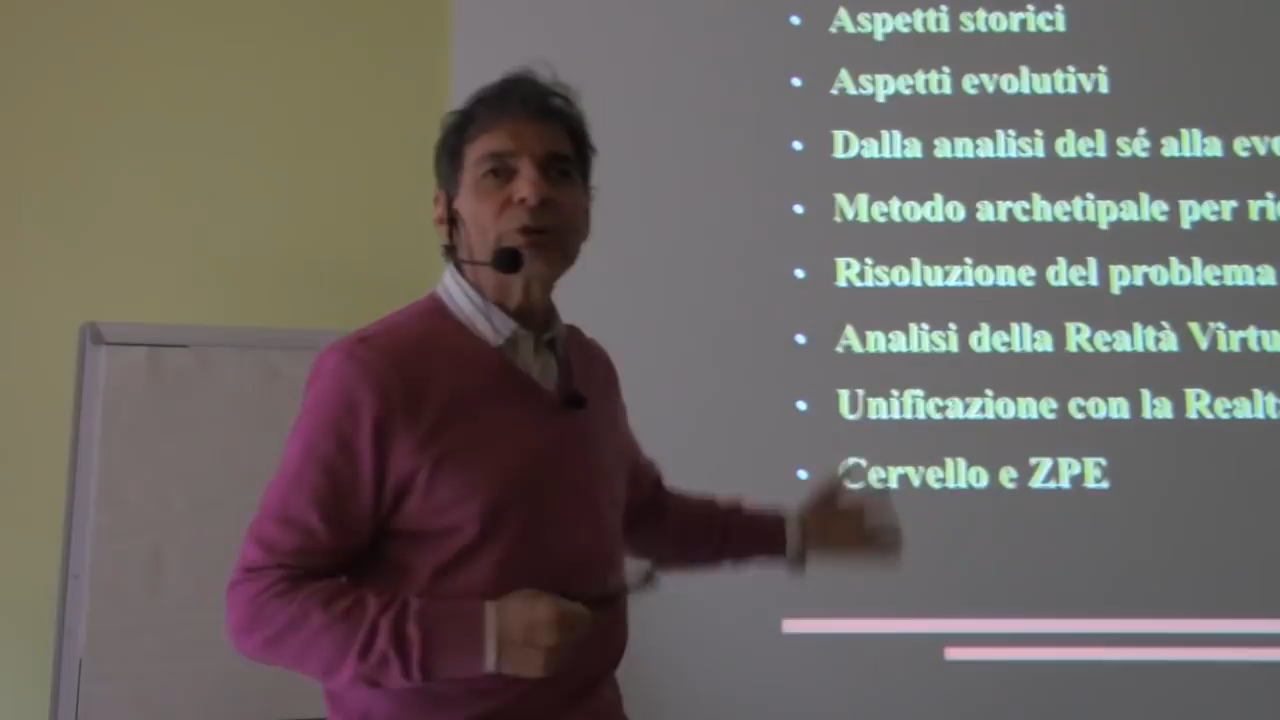 Aspetti storici
Aspetti evolutivi
Dalla analisi del sé alla
Metodo archetipale per
Risoluzione del problema
Analisi della Realtà
Unificazione con la
Cervello e ZPE